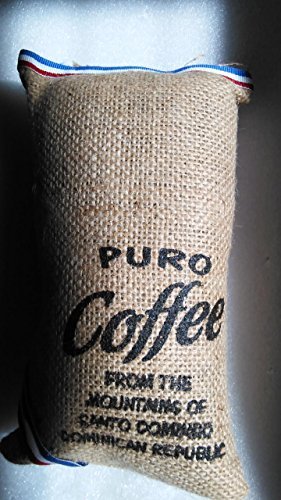 PURO
Coffee
FROM THE
MOUNTAINS OF
SANTO DOMINGO
DOMINICAN REPUBLIC